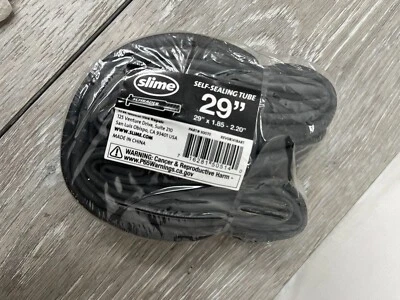 slime
SELF-SEALING TUBE
29"
29" x 1.85 - 2.20"
125 Venture Drive, Suite 210
San Luis Obispo, CA 93401 USA
WWW.SLIME.COM
MADE IN CHINA
WARNING: Cancer & Reproductive Harm -
www.P65Warnings.ca.gov